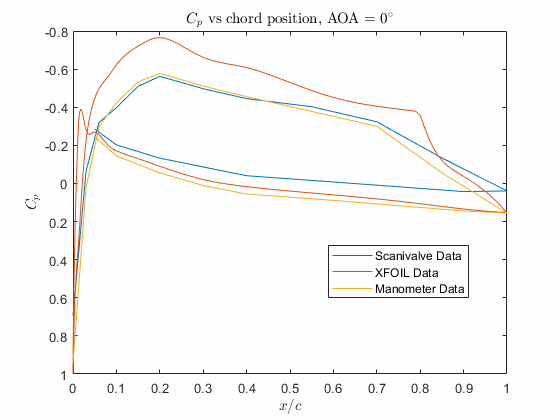 C_p vs chord position, AOA = 0°
-0.8
-0.6
-0.4
-0.2
0
0.2
0.4
0.6
0.8
1
C_p
Scanivalve Data
XFOIL Data
Manometer Data
0 0.1 0.2 0.3 0.4 0.5 0.6 0.7 0.8 0.9 1
x/c